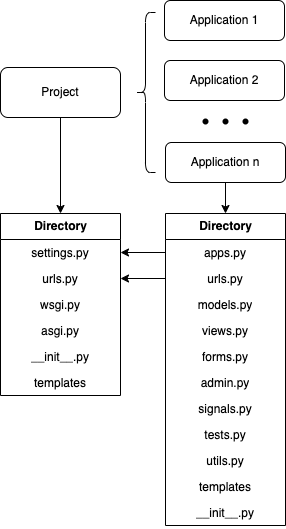 Application 1
Project
Application 2
Application n
Directory
settings.py
urls.py
wsgi.py
asgi.py
__init__.py
templates
Directory
apps.py
urls.py
models.py
views.py
forms.py
admin.py
signals.py
tests.py
utils.py
templates
__init__.py